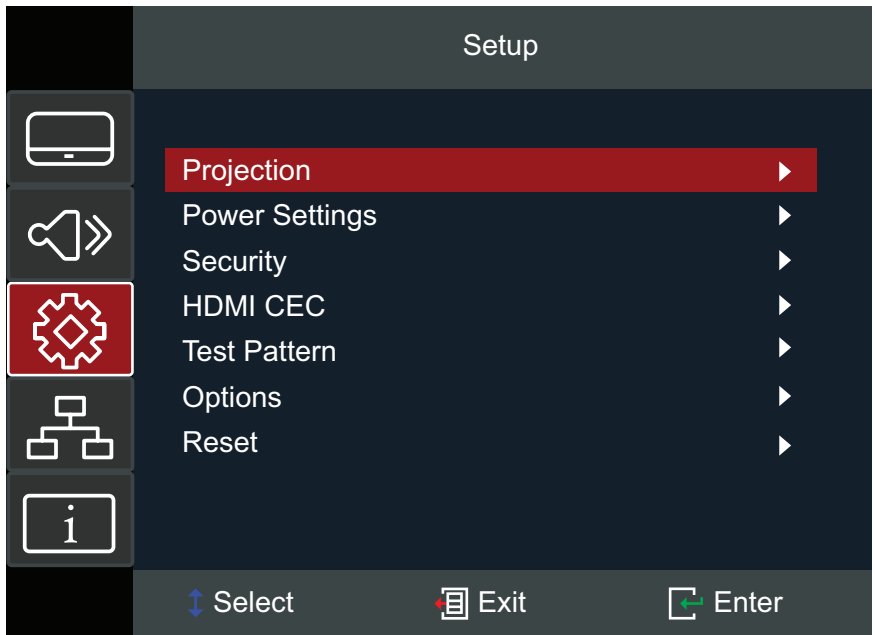 Setup
Projection
Power Settings
Security
HDMI CEC
Test Pattern
Options
Reset
i
Select Exit Enter